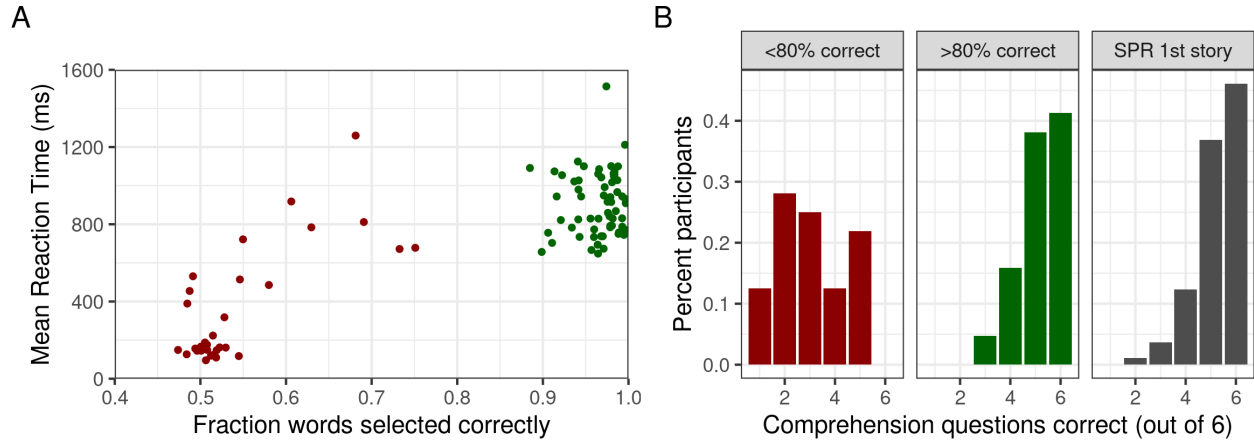 A
Mean Reaction Time (ms)
1600
1200
800
400
0
0.4 0.5 0.6 0.7 0.8 0.9 1.0
Fraction words selected correctly
B
<80% correct >80% correct SPR 1st story
Percent participants
0.4
0.3
0.2
0.1
0.0
2 4 6 2 4 6 2 4 6
Comprehension questions correct (out of 6)